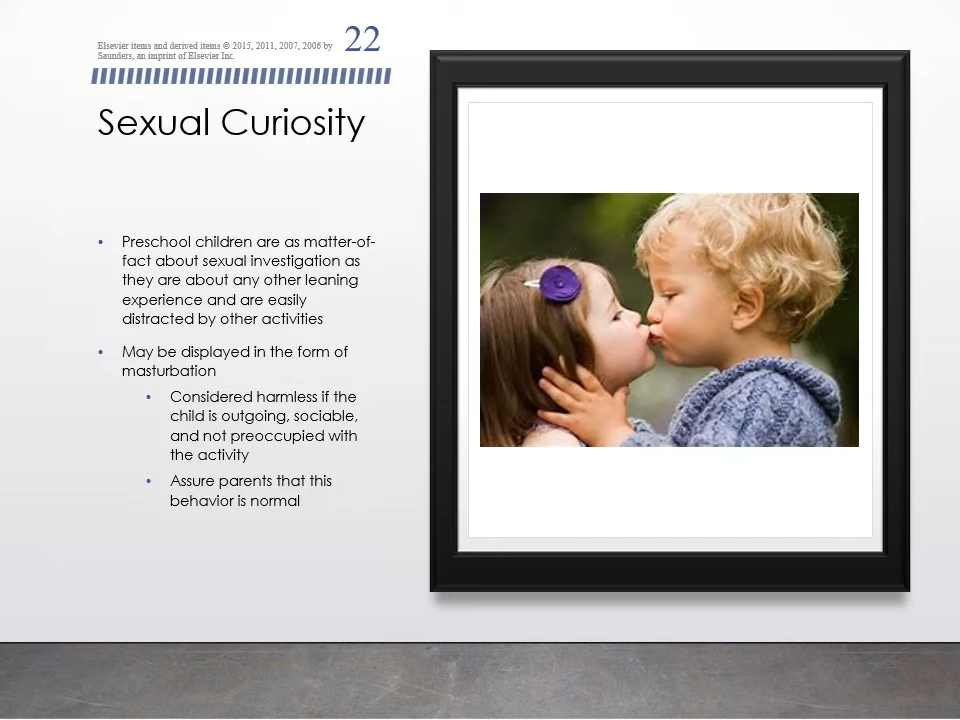 Elsevier items and derived items © 2015, 2011, 2007, 2006 by
Saunders, an imprint of Elsevier Inc.
22
Sexual Curiosity
• Preschool children are as matter-of-
fact about sexual investigation as
they are about any other leaning
experience and are easily
distracted by other activities
• May be displayed in the form of
masturbation
• Considered harmless if the
child is outgoing, sociable,
and not preoccupied with
the activity
• Assure parents that this
behavior is normal